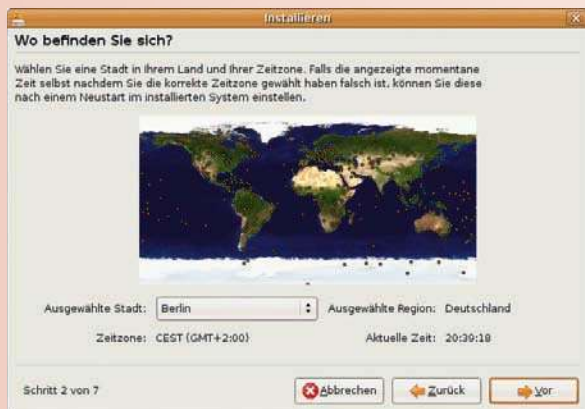 Installieren
Wo befinden Sie sich?
Wählen Sie eine Stadt in Ihrem Land und Ihrer Zeitzone. Falls die angezeigte momentane
Zeit selbst nachdem Sie die korrekte Zeitzone gewählt haben falsch ist, können Sie diese
nach einem Neustart im installierten System einstellen.
Ausgewählte Stadt: Berlin Ausgewählte Region: Deutschland
Zeitzone: CEST (GMT+2:00) Aktuelle Zeit: 20:39:18
Schritt 2 von 7 Abbrechen Zurück Vor